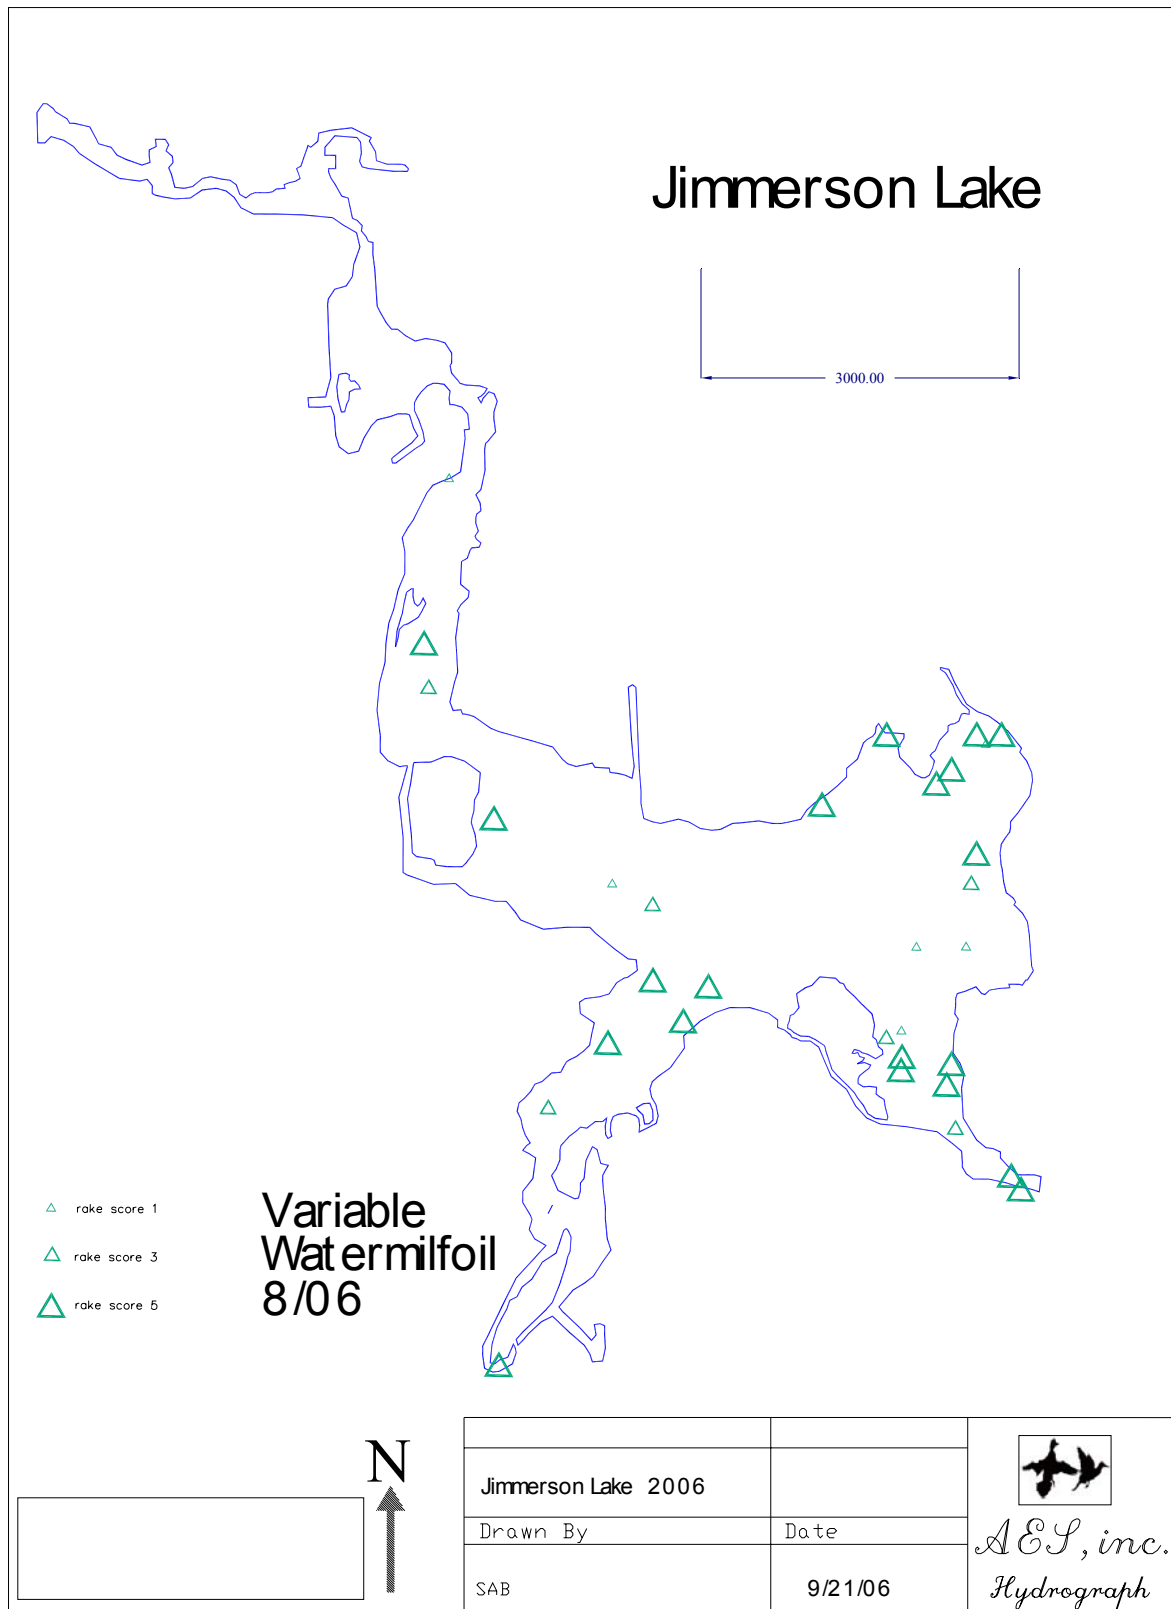 Jimmerson Lake
3000.00
rake score 1
rake score 3
rake score 5
Variable
Watermilfoil
8/06
N
Jimmerson Lake 2006
Drawn By
Date
SAB
9/21/06
AES, inc.
Hydrograph